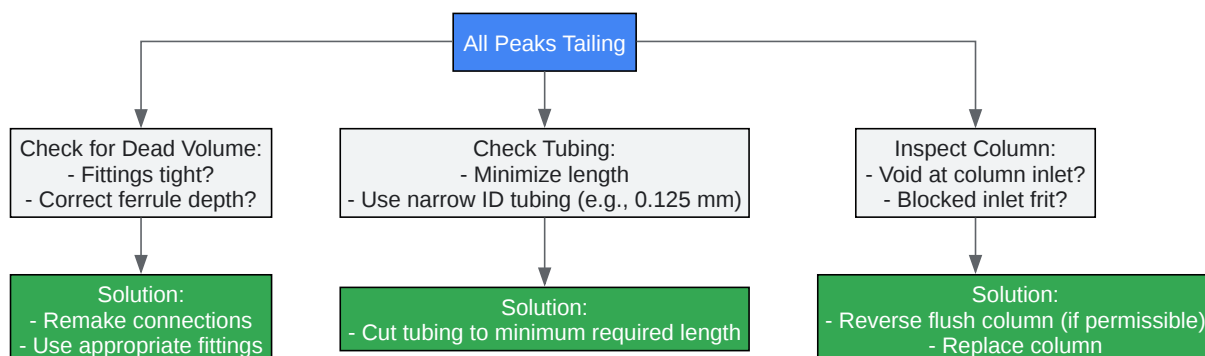 All Peaks Tailing
Check for Dead Volume:
- Fittings tight?
- Correct ferrule depth?
Check Tubing:
- Minimize length
- Use narrow ID tubing (e.g., 0.125 mm)
Inspect Column:
- Void at column inlet?
- Blocked inlet frit?
Solution:
- Remake connections
- Use appropriate fittings
Solution:
- Cut tubing to minimum required length
Solution:
- Reverse flush column (if permissible)
- Replace column